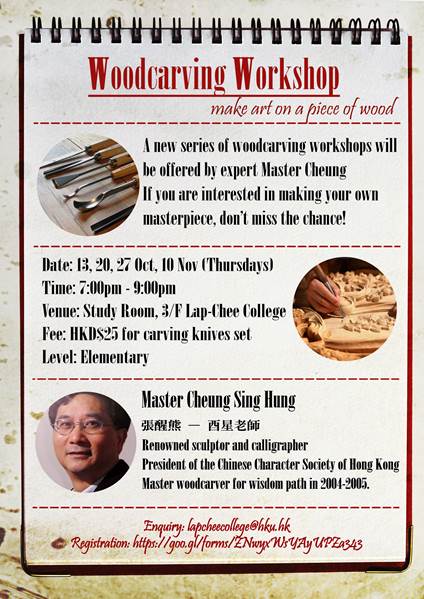 Woodcarving Workshop
make art on a piece of wood
A new series of woodcarving workshops will
be offered by expert Master Cheung
If you are interested in making your own
masterpiece, don't miss the chance!
Date: 13, 20, 27 Oct, 10 Nov (Thursdays)
Time: 7:00pm - 9:00pm
Venue: Study Room, 3/F Lap-Chee College
Fee: HKD$25 for carving knives set
Level: Elementary
Master Cheung Sing Hung
張醒熊 — 酉星老師
Renowned sculptor and calligrapher
President of the Chinese Character Society of Hong Kong
Master woodcarver for wisdom path in 2004-2005.
Enquiry: lapcheecollege@hku.hk
Registration: https://goo.gl/forms/ENwyxWsYAyUPZa343